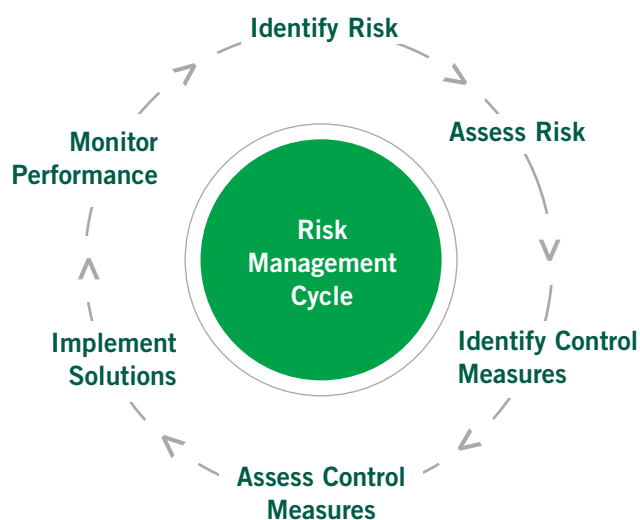 Identify Risk
Assess Risk
Identify Control
Measures
Assess Control
Measures
Implement
Solutions
Monitor
Performance
Risk
Management
Cycle